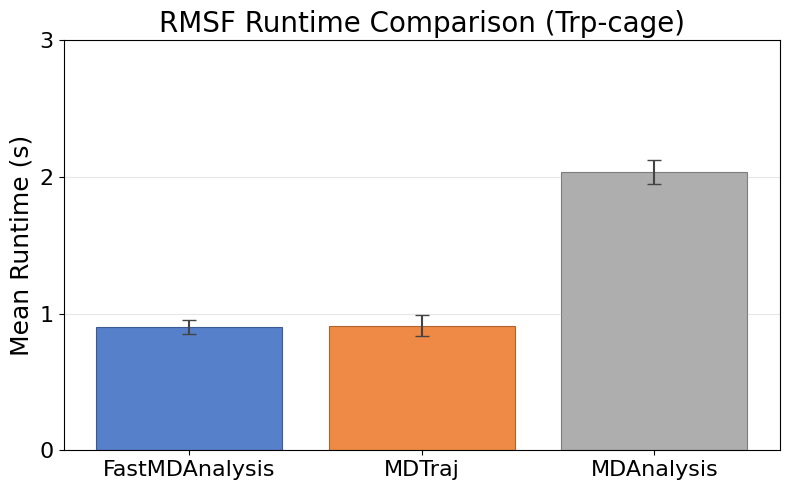 RMSF Runtime Comparison (Trp-cage)
Mean Runtime (s)
3
2
1
0
FastMDAnalysis MDTraj MDAnalysis